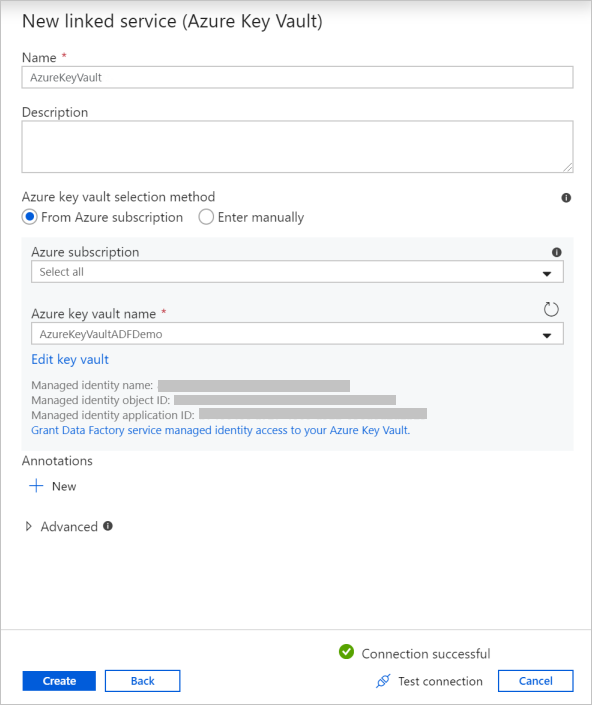 New linked service (Azure Key Vault)
Name *
AzureKeyVault
Description
Azure key vault selection method
From Azure subscription Enter manually
Azure subscription
Select all
Azure key vault name *
AzureKeyVaultADFDemo
Edit key vault
Managed identity name:
Managed identity object ID:
Managed identity application ID:
Grant Data Factory service managed identity access to your Azure Key Vault.
Annotations
New
Advanced
Connection successful
Create Back Test connection Cancel